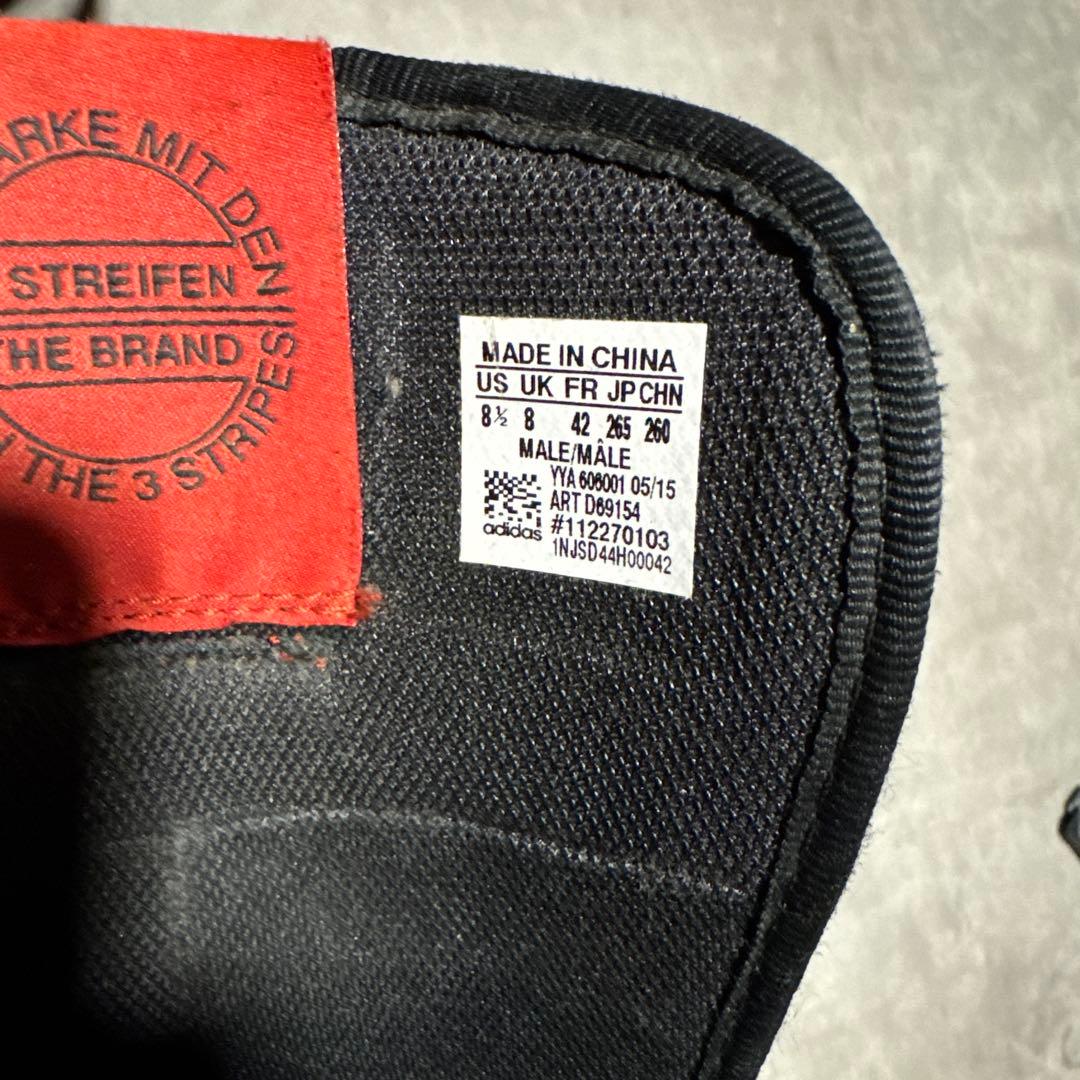 ARKE MIT DEN
STREIFEN
THE BRAND
THE 3 STRIPES
MADE IN CHINA
US UK FR JP CHN
8½ 8 42 265 260
MALE/MÂLE
YYA 606001 05/15
ART D69154
#112270103
1NJSD44H00042
adidas